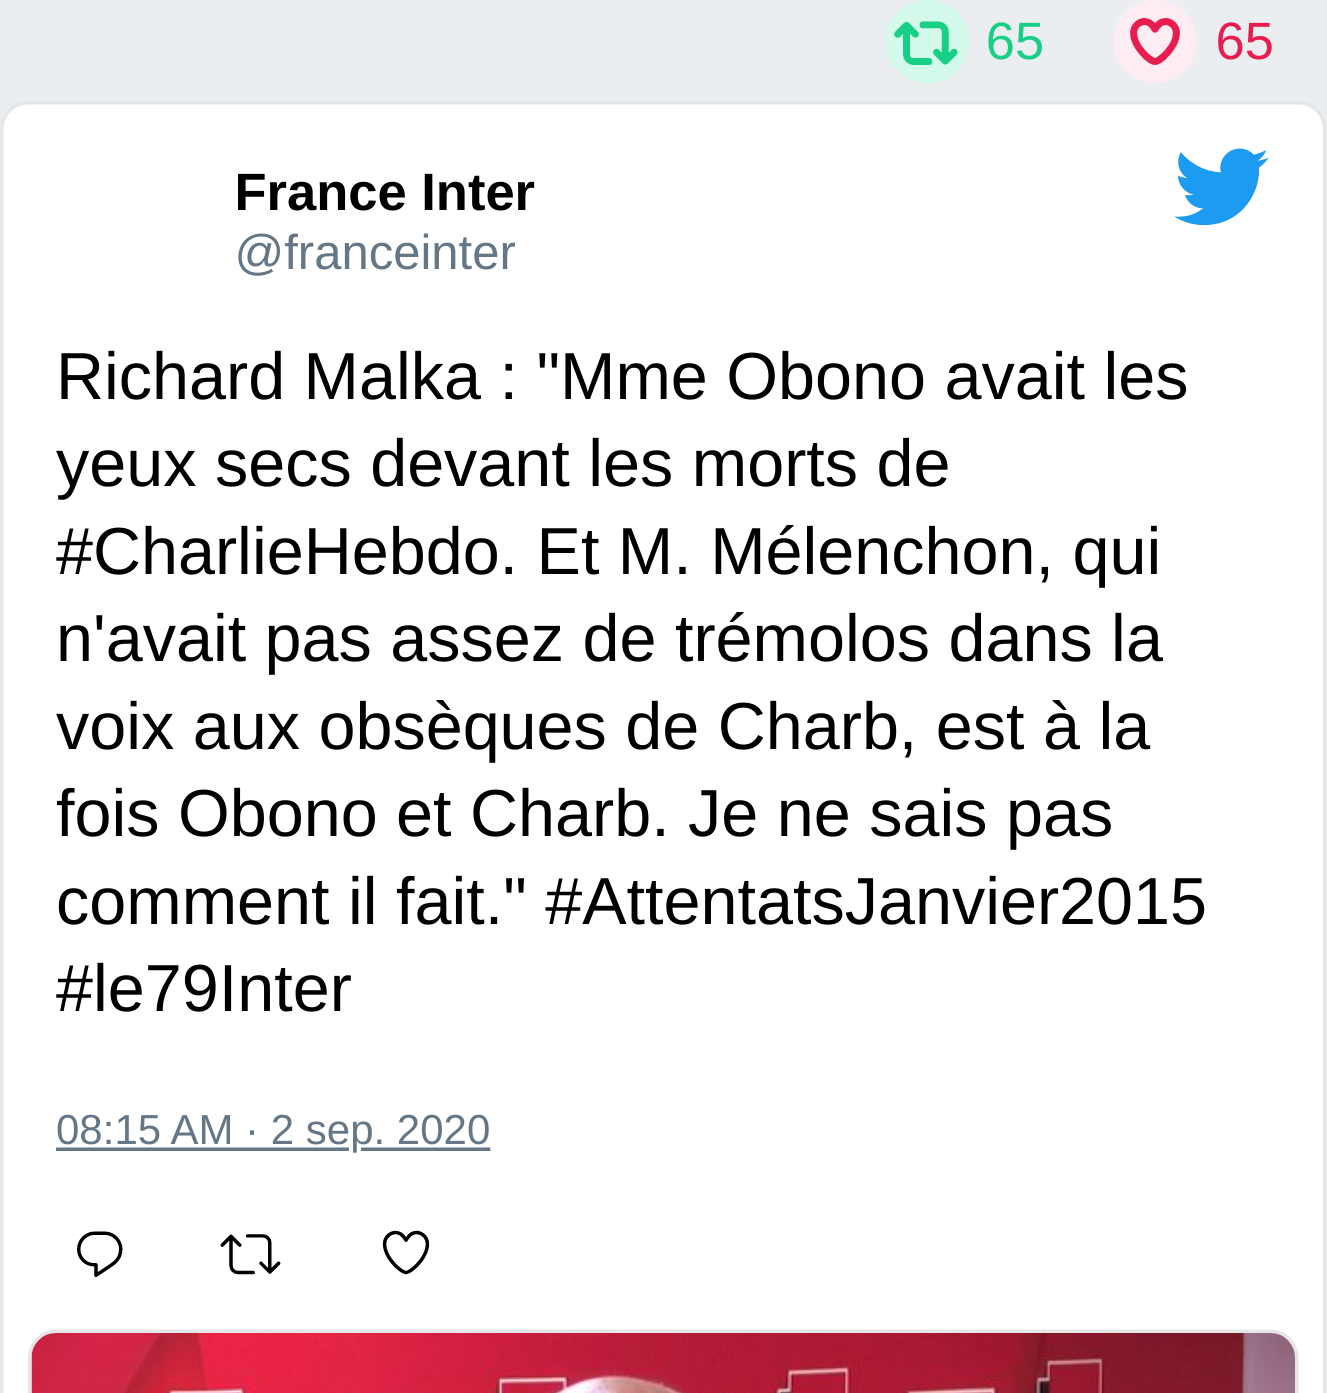 65 65
France Inter
@franceinter
Richard Malka : "Mme Obono avait les
yeux secs devant les morts de
#CharlieHebdo. Et M. Mélenchon, qui
n'avait pas assez de trémolos dans la
voix aux obsèques de Charb, est à la
fois Obono et Charb. Je ne sais pas
comment il fait." #AttentatsJanvier2015
#le79Inter
08:15 AM · 2 sep. 2020